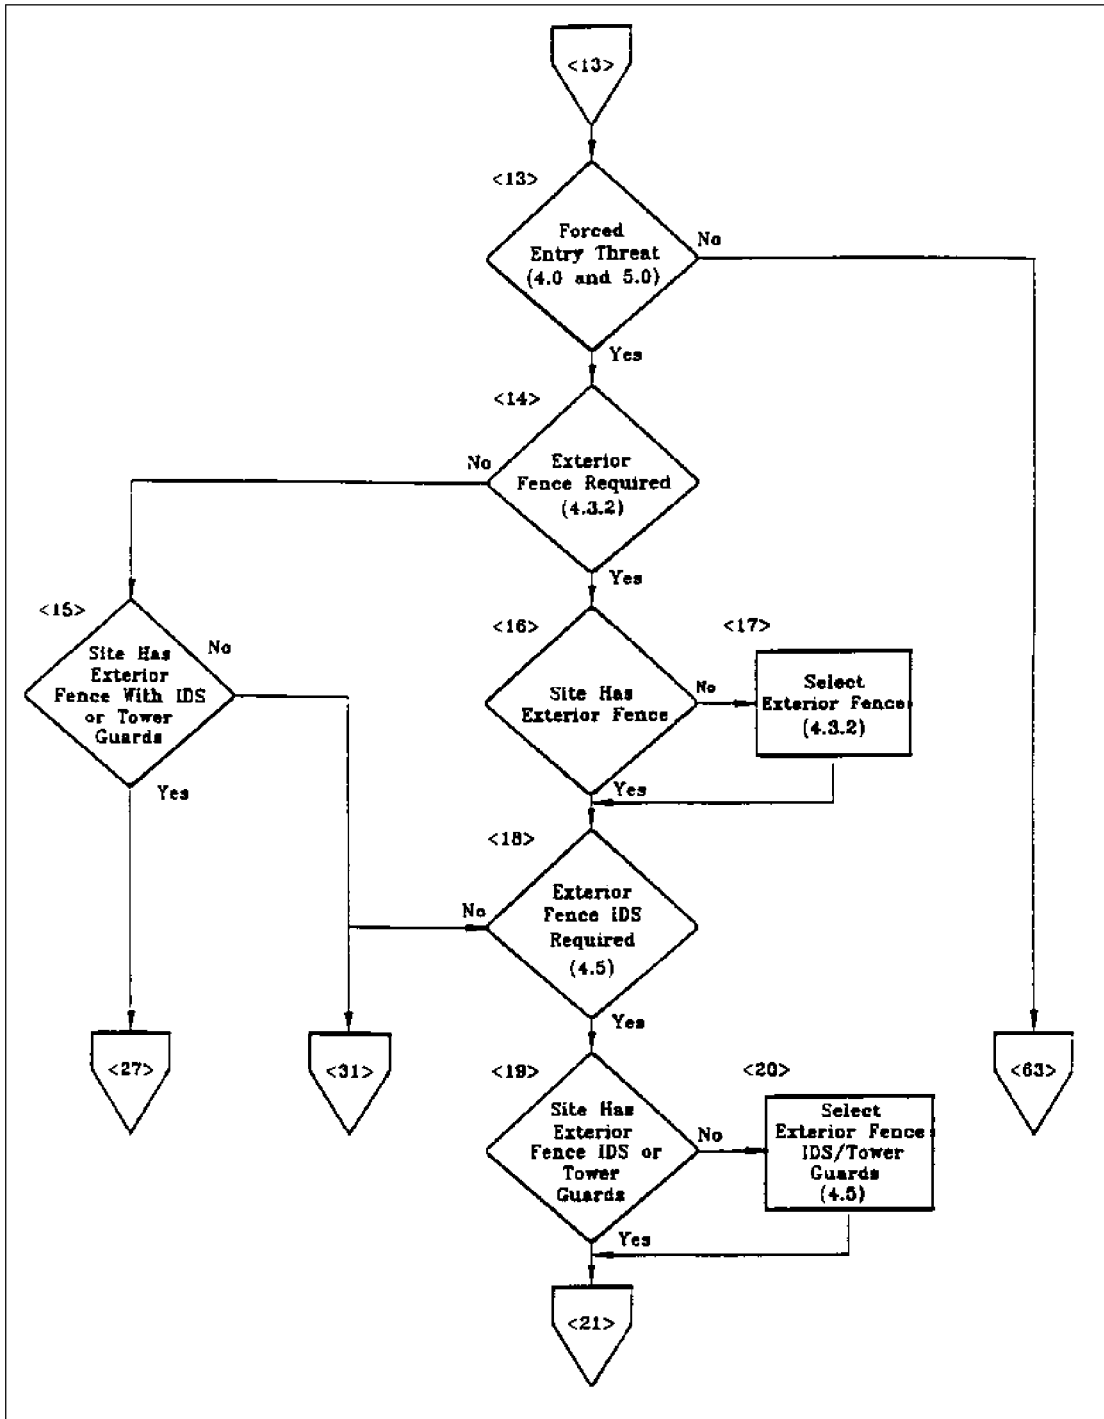 <13>
<13>
Forced
Entry Threat
(4.0 and 5.0)
No
Yes
<14>
Exterior
Fence Required
(4.3.2)
No
Yes
<15>
Site Has
Exterior
Fence With IDS
or Tower
Guards
No
Yes
<16>
Site Has
Exterior Fence
No
Yes
<17>
Select
Exterior Fence
(4.3.2)
<18>
Exterior
Fence IDS
Required
(4.5)
No
Yes
<27>
<31>
<63>
<19>
Site Has
Exterior
Fence IDS or
Tower
Guards
No
Yes
<20>
Select
Exterior Fence
IDS/Tower
Guards
(4.5)
<21>